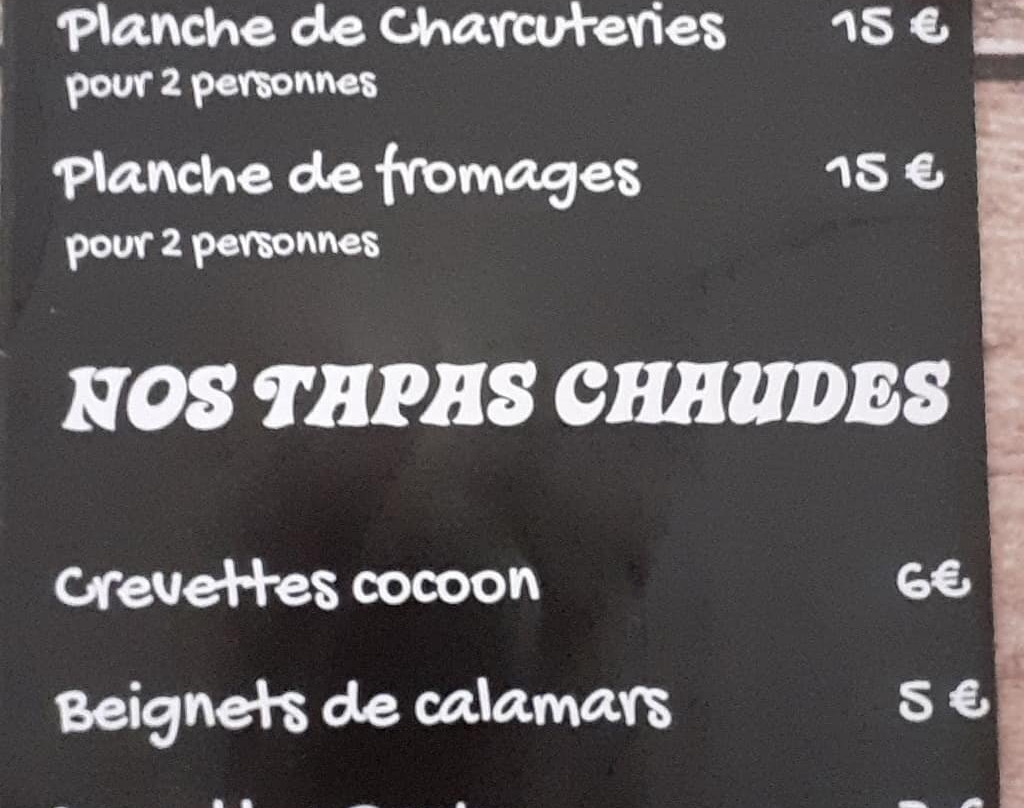 Planche de Charcuteries 15 €
pour 2 personnes
Planche de fromages 15 €
pour 2 personnes
NOS TAPAS CHAUDES
Crevettes cocoon 6€
Beignets de calamars 5 €